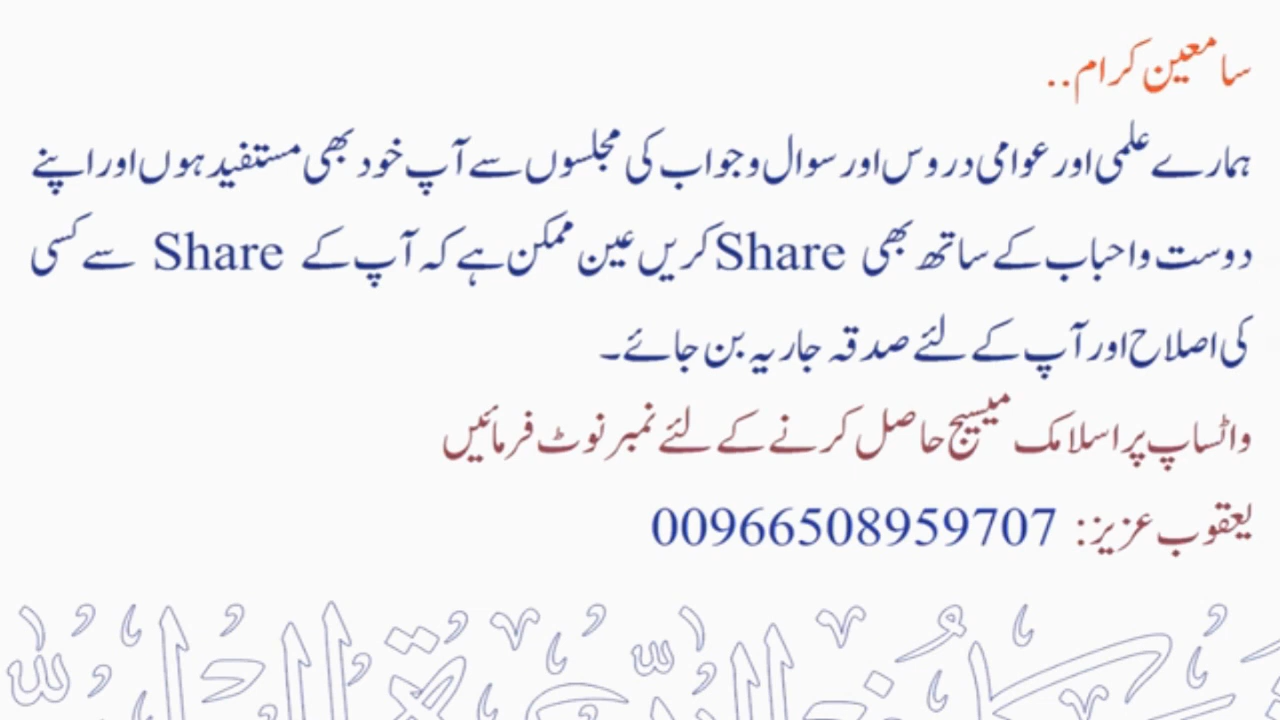 سامعین کرام..
ہمارے علمی اور عوامی دروس اور سوال و جواب کی مجلسوں سے آپ خود بھی مستفید ہوں اور اپنے
دوست و احباب کے ساتھ بھی Share کریں عین ممکن ہے کہ آپ کے Share سے کسی
کی اصلاح اور آپ کے لئے صدقہ جاریہ بن جائے۔
واٹساپ پر اسلامک میسیج حاصل کرنے کے لئے نمبر نوٹ فرمائیں
یعقوب عزیز: 00966508959707